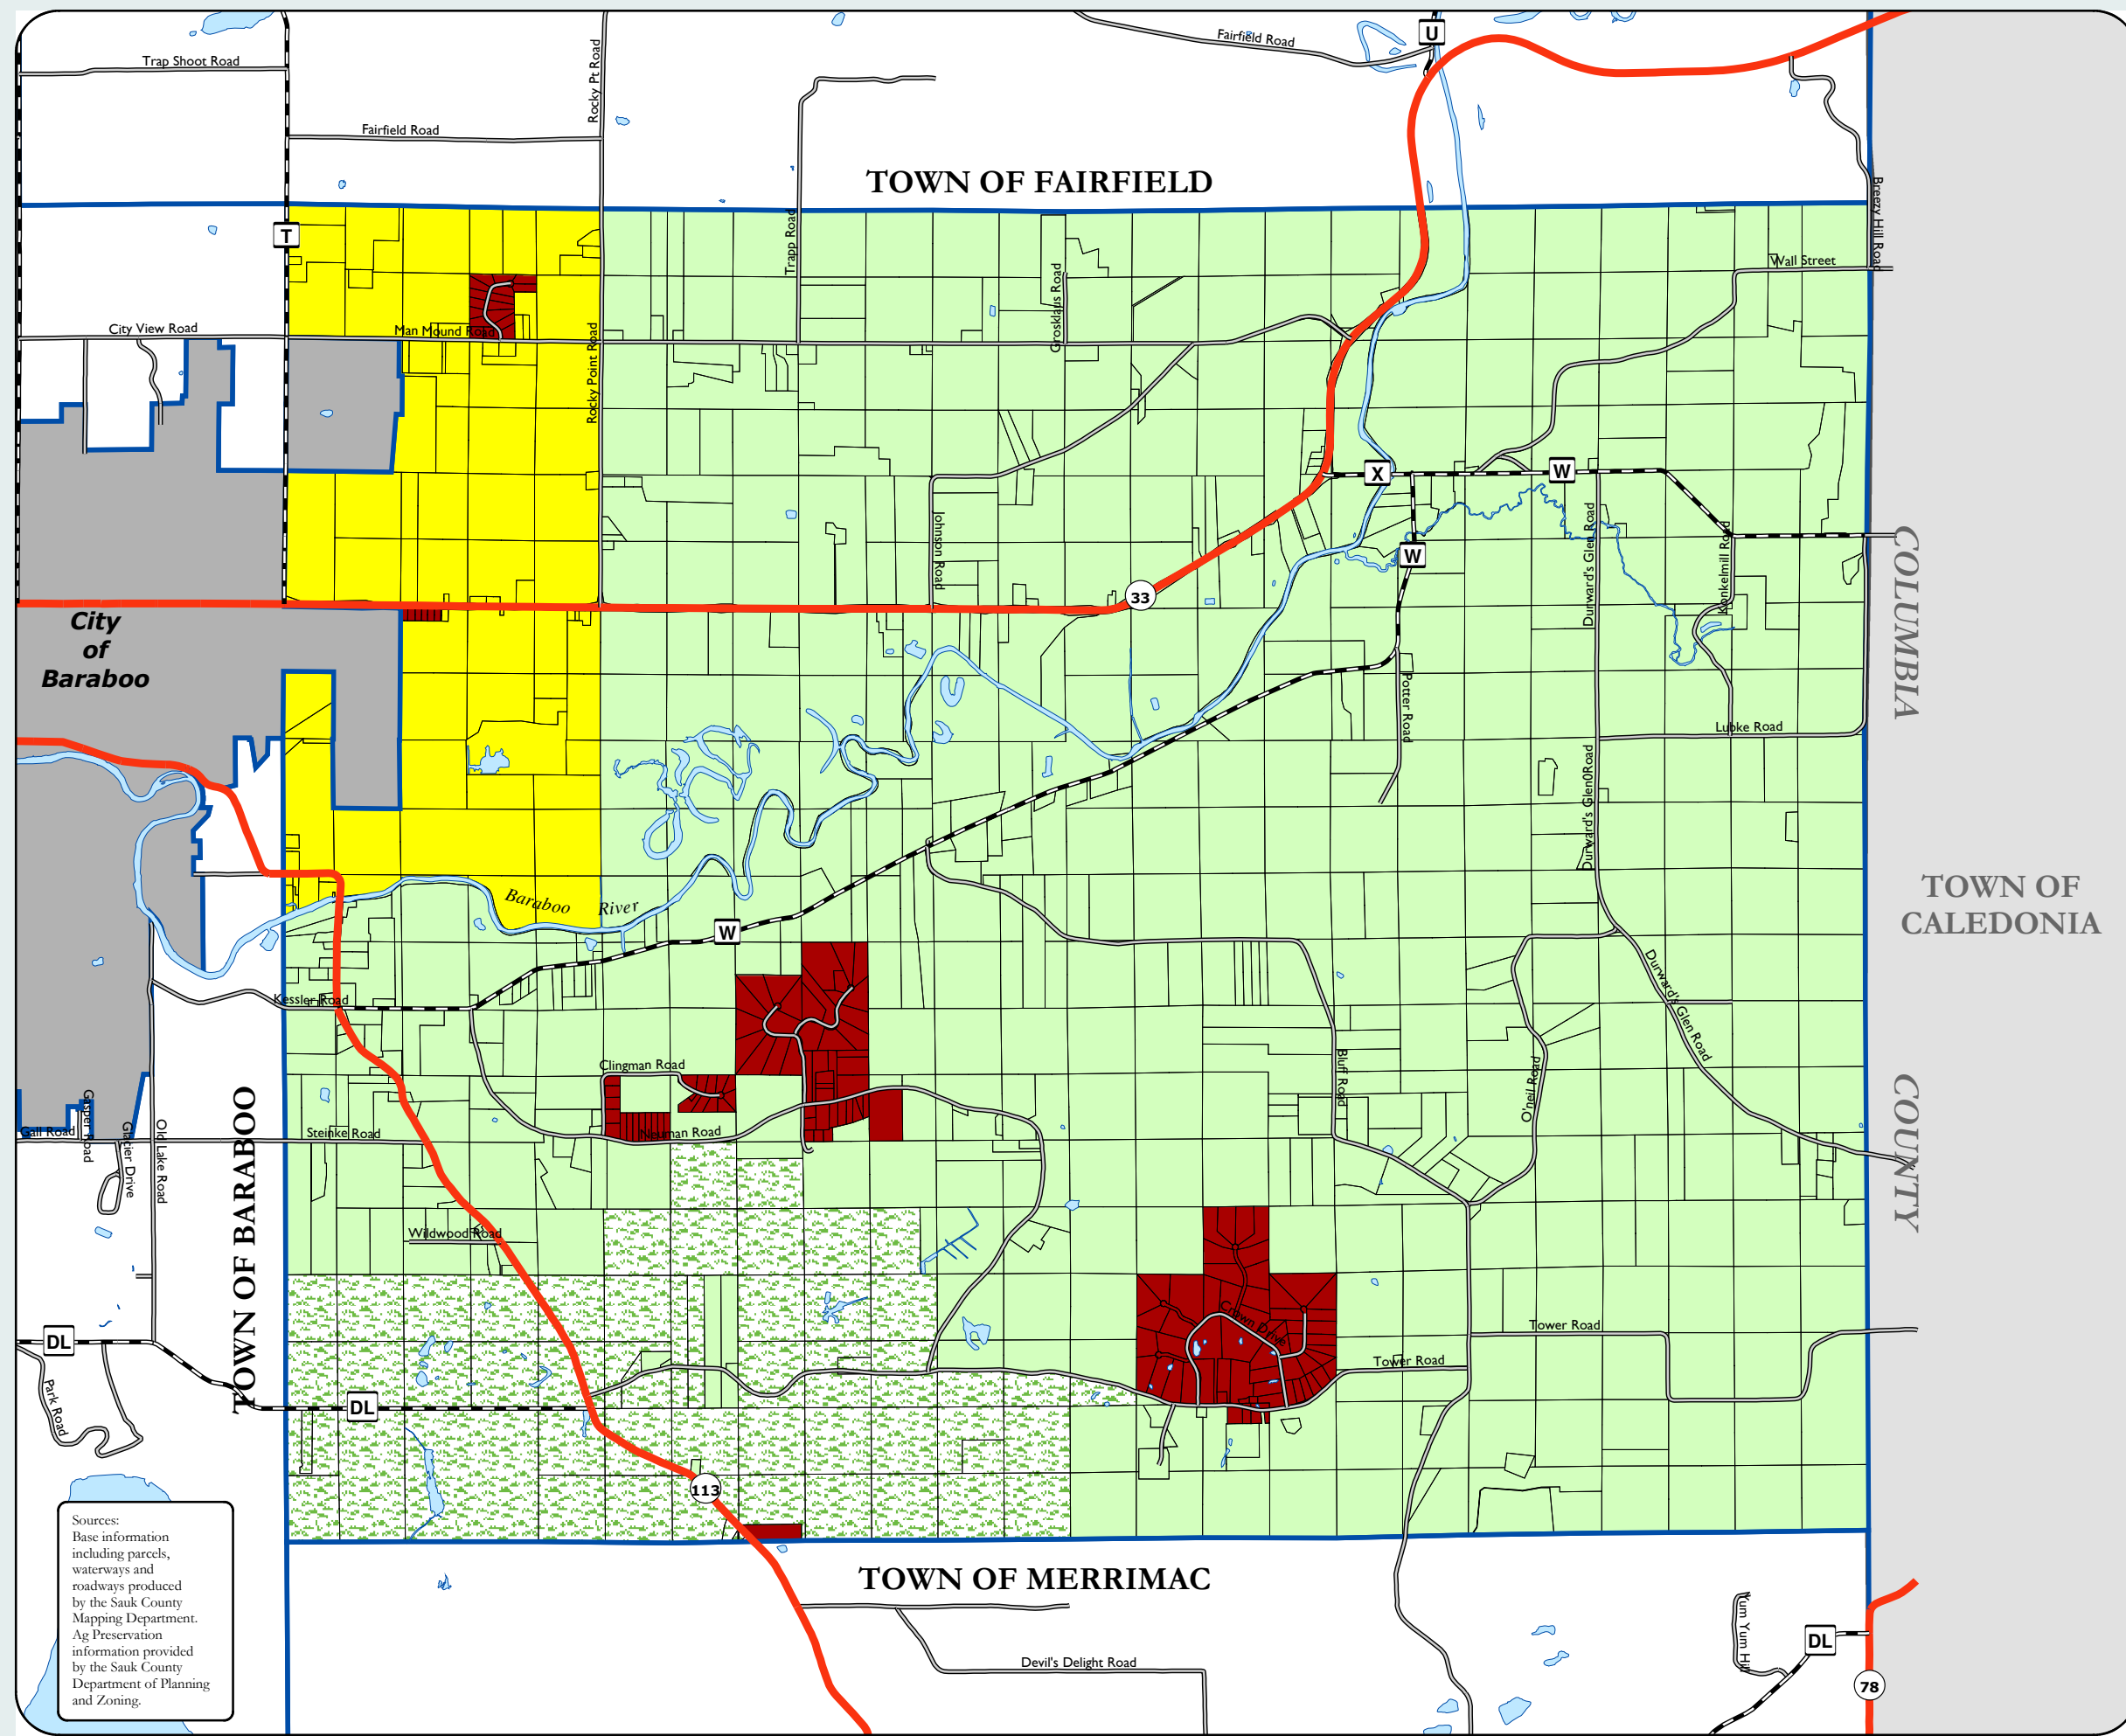 U
Fairfield Road
Trap Shoot Road
Rocky Pt Road
Fairfield Road
TOWN OF FAIRFIELD
Breezy Hill Road
T
Trapp Road
Wall Street
Grosklaus Road
City View Road
Man Mound Road
Rocky Point Road
X
W
Johnson Road
Durward's Glen Road
Konkelmill Road
COLUMBIA
W
33
City
of
Baraboo
Potter Road
Lubke Road
Durward's Glen0Road
TOWN OF
CALEDONIA
Baraboo River
W
Durward's Glen Road
Kessler Road
Clingman Road
Bluff Road
O'neil Road
COUNTY
Gasper Road
Gall Road
Glacier Drive
Old Lake Road
Steinke Road
Neuman Road
TOWN OF BARABOO
Wildwood Road
Crown Drive
Tower Road
DL
Tower Road
Park Road
DL
113
Sources:
Base information
including parcels,
waterways and
roadways produced
by the Sauk County
Mapping Department.
Ag Preservation
information provided
by the Sauk County
Department of Planning
and Zoning.
TOWN OF MERRIMAC
Yum Yum Hill
DL
Devil's Delight Road
78